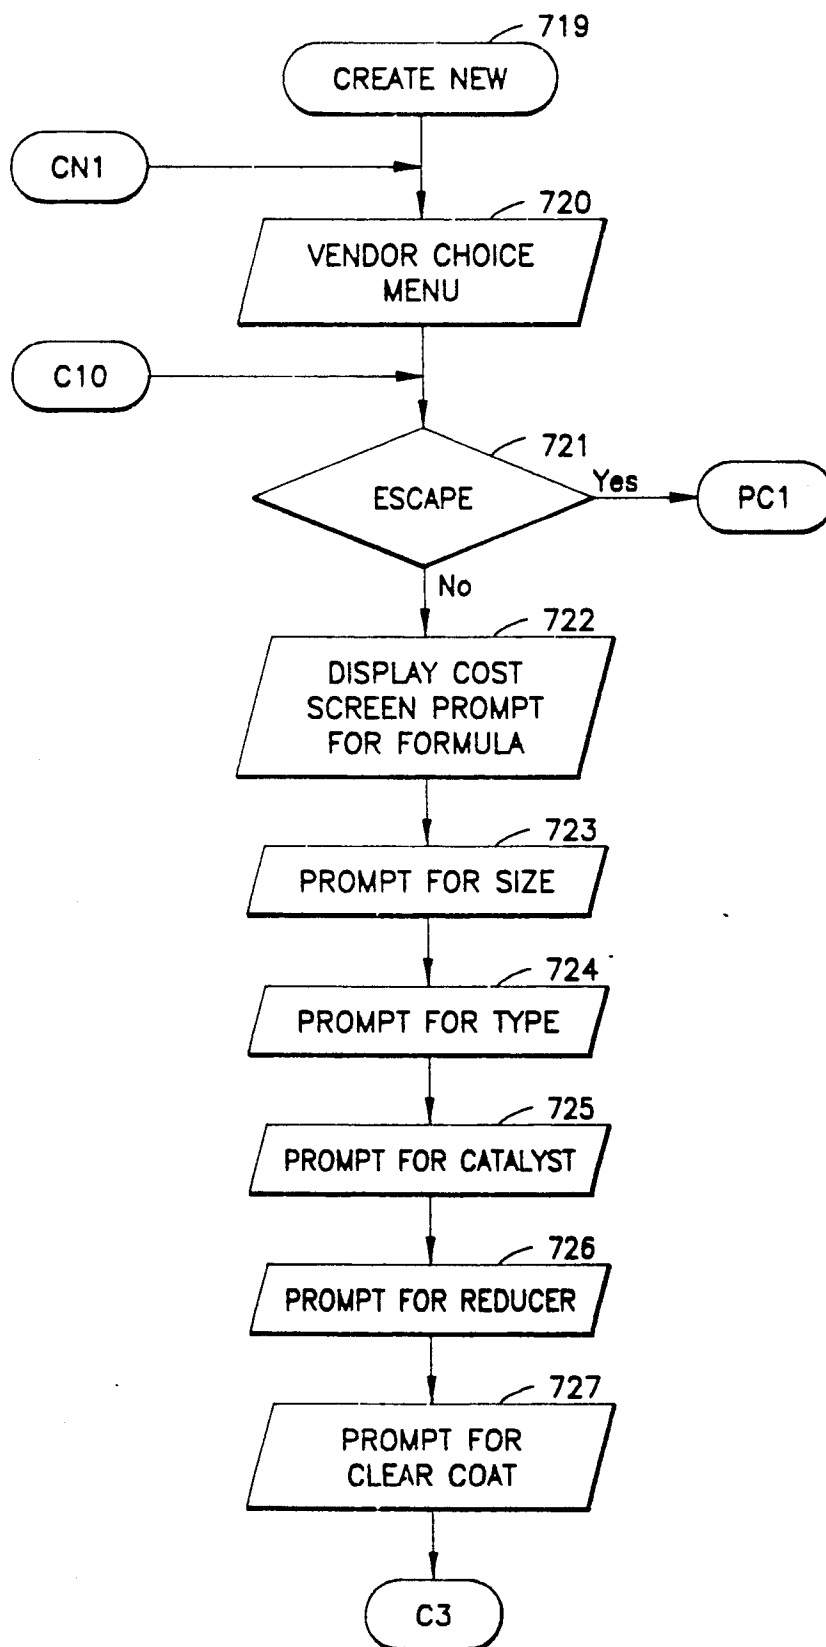 719
CREATE NEW
CN1
720
VENDOR CHOICE
MENU
C10
721
ESCAPE
Yes
PC1
No
722
DISPLAY COST
SCREEN PROMPT
FOR FORMULA
723
PROMPT FOR SIZE
724
PROMPT FOR TYPE
725
PROMPT FOR CATALYST
726
PROMPT FOR REDUCER
727
PROMPT FOR
CLEAR COAT
C3